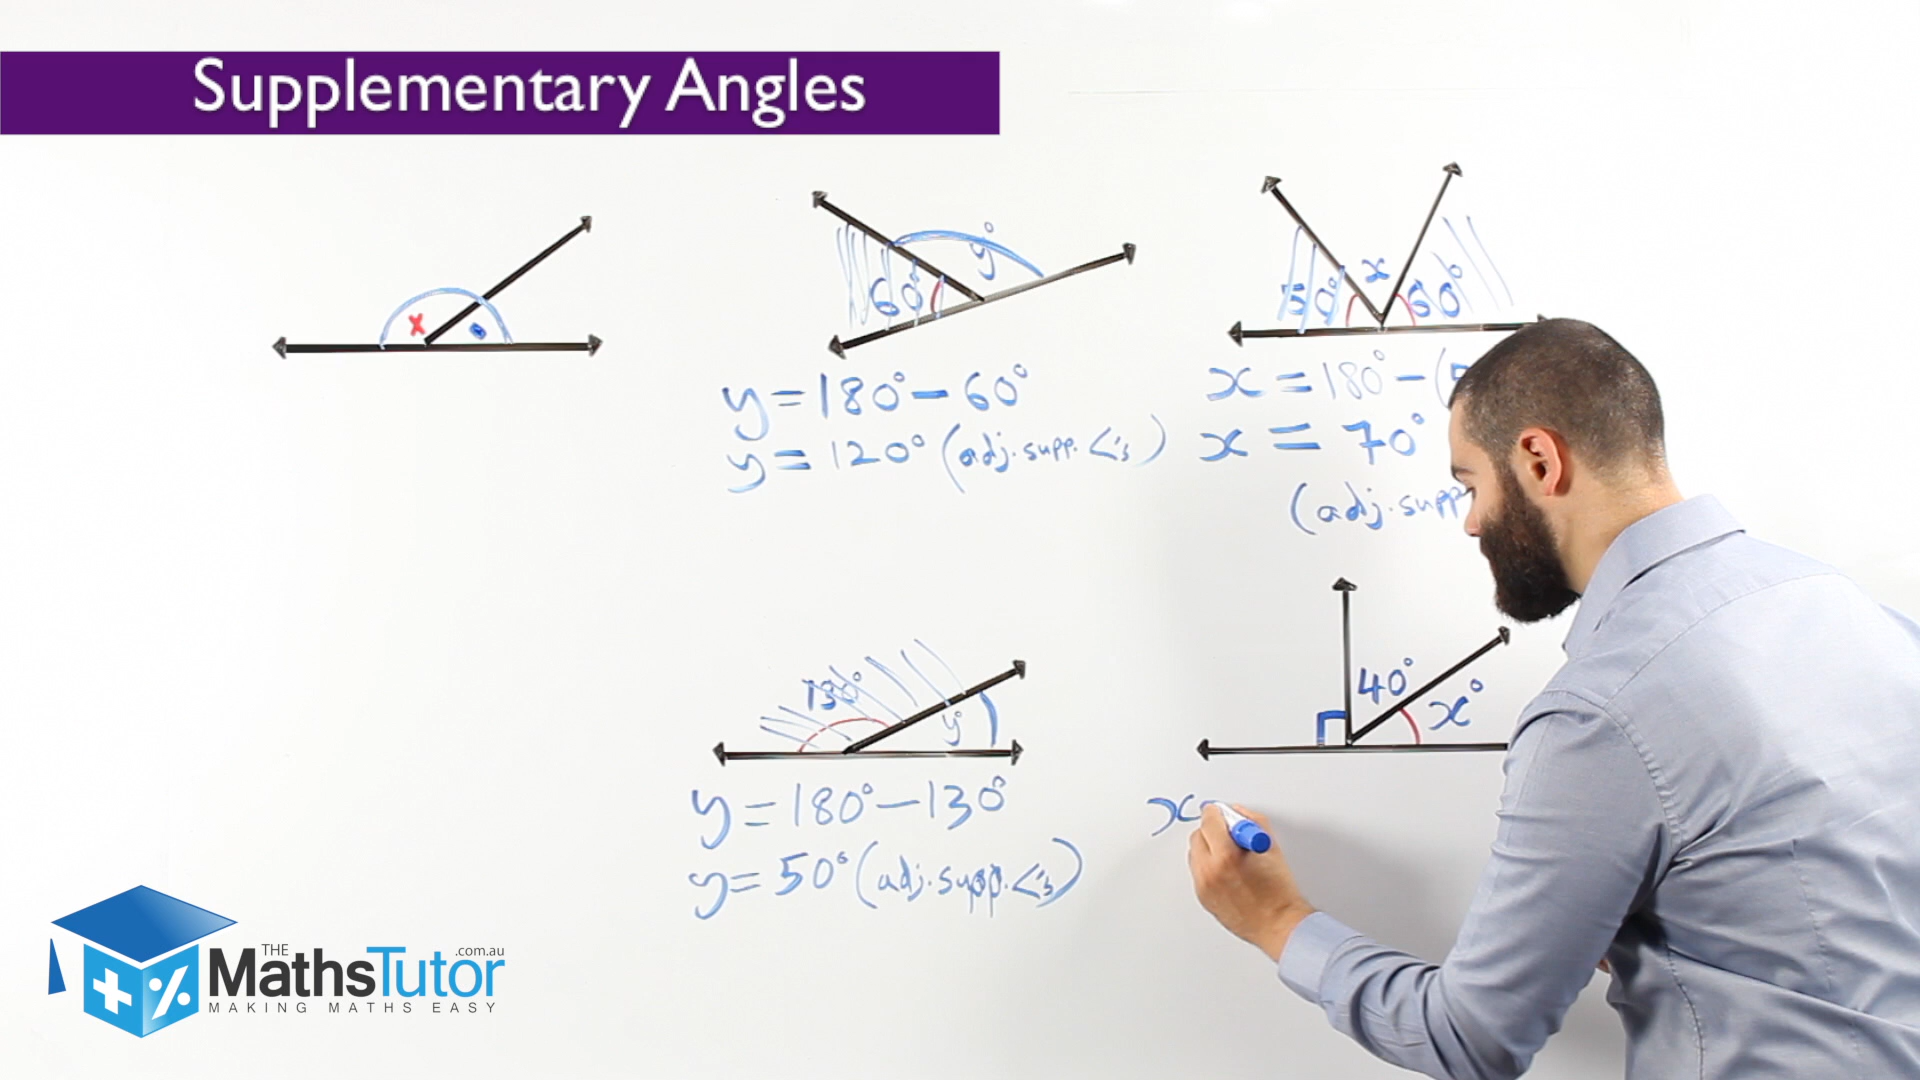 Supplementary Angles
x
60°
y°
y = 180° - 60°
y = 120° (adj. supp. <'s)
50°
x
60°
x = 180° - (
x = 70°
(adj. supp
130°
y°
y = 180° - 130°
y = 50° (adj. supp. <'s)
40°
x°
x
THE
MathsTutor
.com.au
MAKING MATHS EASY